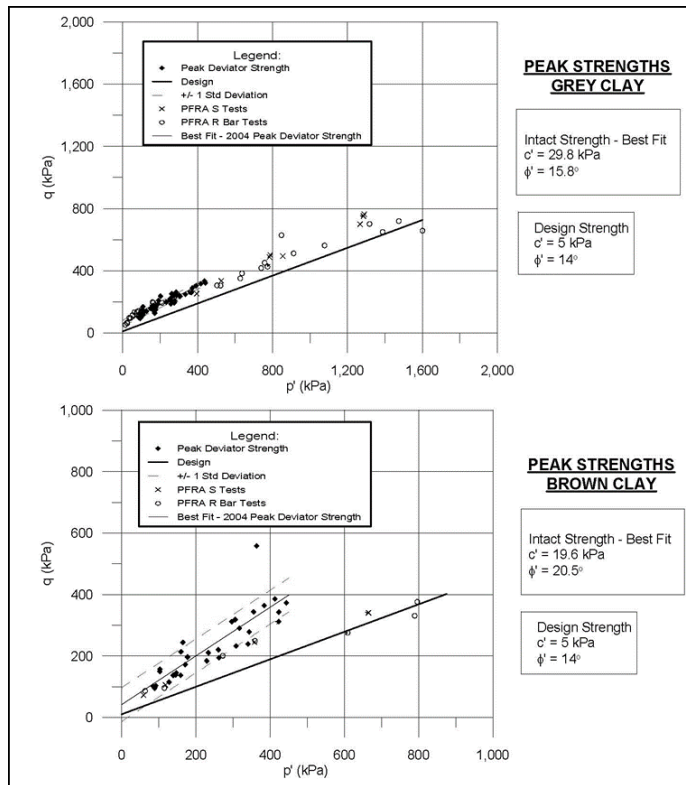 2,000
1,600
1,200
800
400
0
q (kPa)
Legend:
Peak Deviator Strength
Design
+/- 1 Std Deviation
PFRA S Tests
PFRA R Bar Tests
Best Fit - 2004 Peak Deviator Strength
0 400 800 1,200 1,600 2,000
p' (kPa)
PEAK STRENGTHS
GREY CLAY
Intact Strength - Best Fit
c' = 29.8 kPa
ϕ' = 15.8°
Design Strength
c' = 5 kPa
ϕ' = 14°
1,000
800
600
400
200
0
q (kPa)
Legend:
Peak Deviator Strength
Design
+/- 1 Std Deviation
PFRA S Tests
PFRA R Bar Tests
Best Fit - 2004 Peak Deviator Strength
0 200 400 600 800 1,000
p' (kPa)
PEAK STRENGTHS
BROWN CLAY
Intact Strength - Best Fit
c' = 19.6 kPa
ϕ' = 20.5°
Design Strength
c' = 5 kPa
ϕ' = 14°